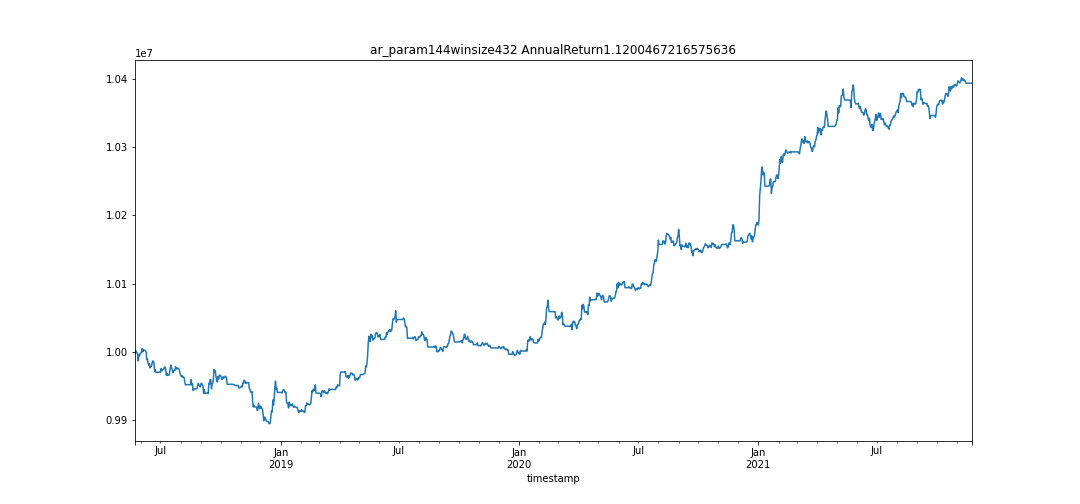 ar_param144winsize432 AnnualReturn1.1200467216575636
1e7
1.04
1.03
1.02
1.01
1.00
0.99
Jul Jan Jul Jan Jul Jan Jul
2019 2020 2021
timestamp